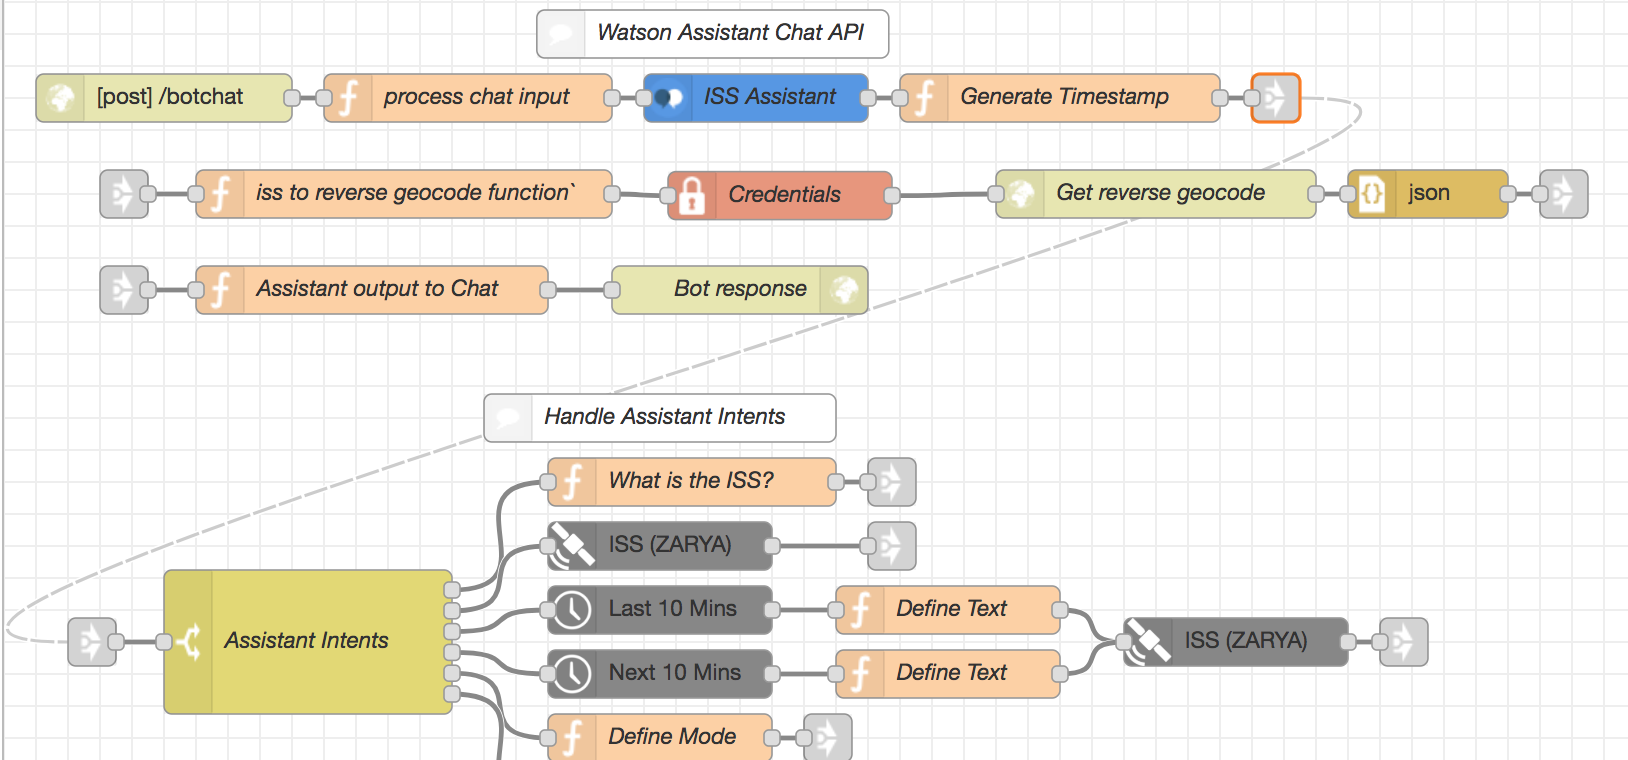 Watson Assistant Chat API
[post] /botchat
process chat input
ISS Assistant
Generate Timestamp
iss to reverse geocode function`
Credentials
Get reverse geocode
json
Assistant output to Chat
Bot response
Handle Assistant Intents
What is the ISS?
ISS (ZARYA)
Last 10 Mins
Define Text
Assistant Intents
ISS (ZARYA)
Next 10 Mins
Define Text
Define Mode